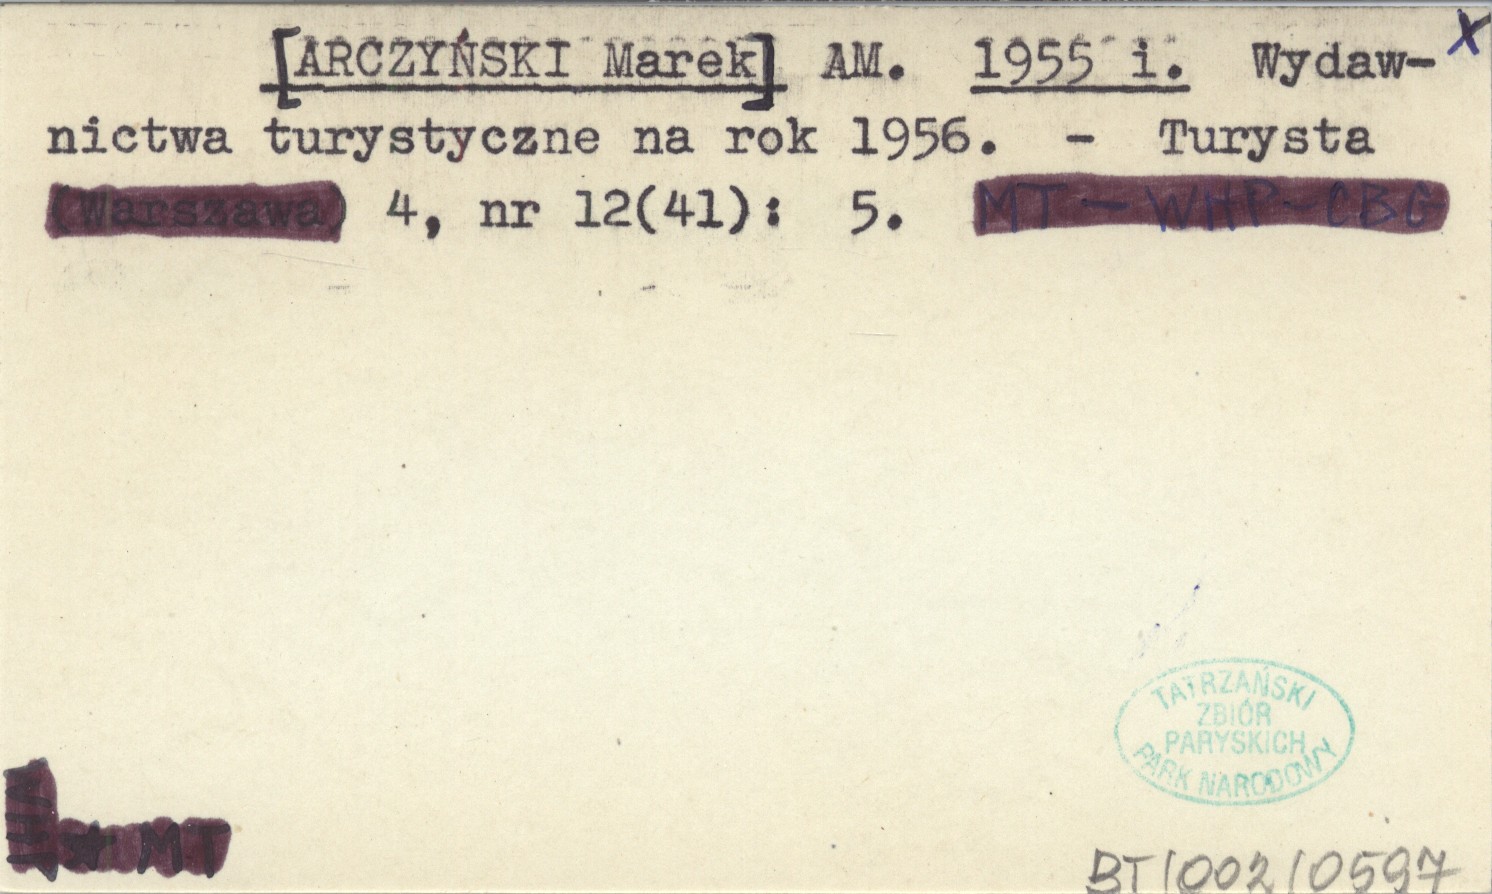 [ARCZYŃSKI Marek] AM. 1955 i. Wydaw- x
nictwa turystyczne na rok 1956. - Turysta
(Warszawa) 4, nr 12(41): 5. MT - WHP - CBG
TATRZAŃSKI
ZBIÓR
PARYSKICH
PARK NARODOWY
MT
BT/002/0597